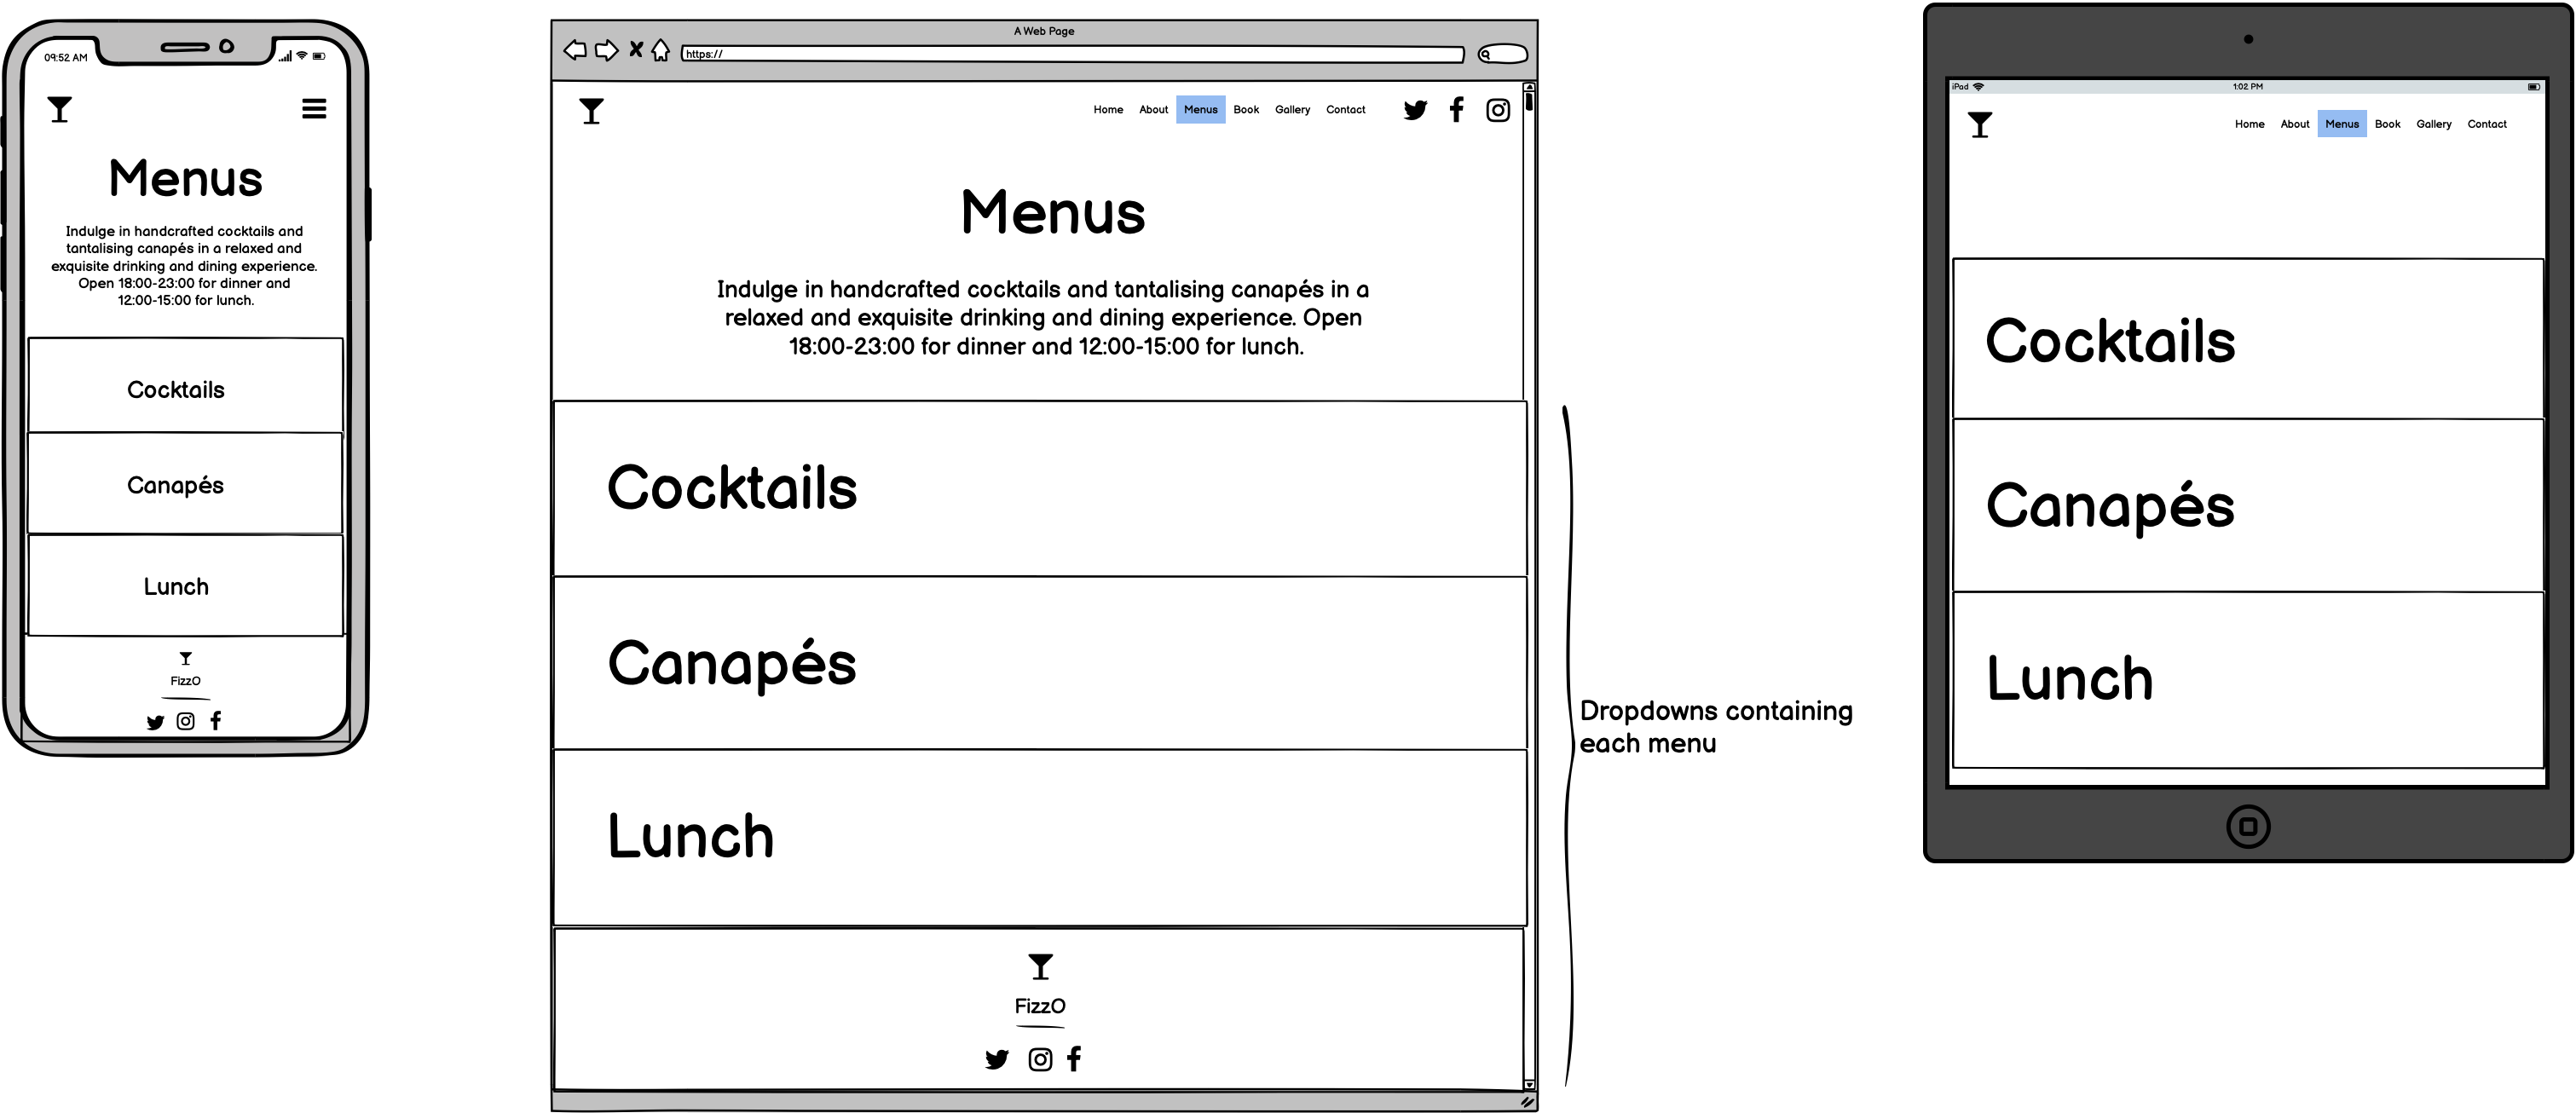 09:52 AM
Menus
Indulge in handcrafted cocktails and
tantalising canapés in a relaxed and
exquisite drinking and dining experience.
Open 18:00-23:00 for dinner and
12:00-15:00 for lunch.
Cocktails
Canapés
Lunch
FizzO
A Web Page
https://
Home About Menus Book Gallery Contact
Menus
Indulge in handcrafted cocktails and tantalising canapés in a
relaxed and exquisite drinking and dining experience. Open
18:00-23:00 for dinner and 12:00-15:00 for lunch.
Cocktails
Canapés
Lunch
FizzO
Dropdowns containing
each menu
iPad 1:02 PM
Home About Menus Book Gallery Contact
Cocktails
Canapés
Lunch